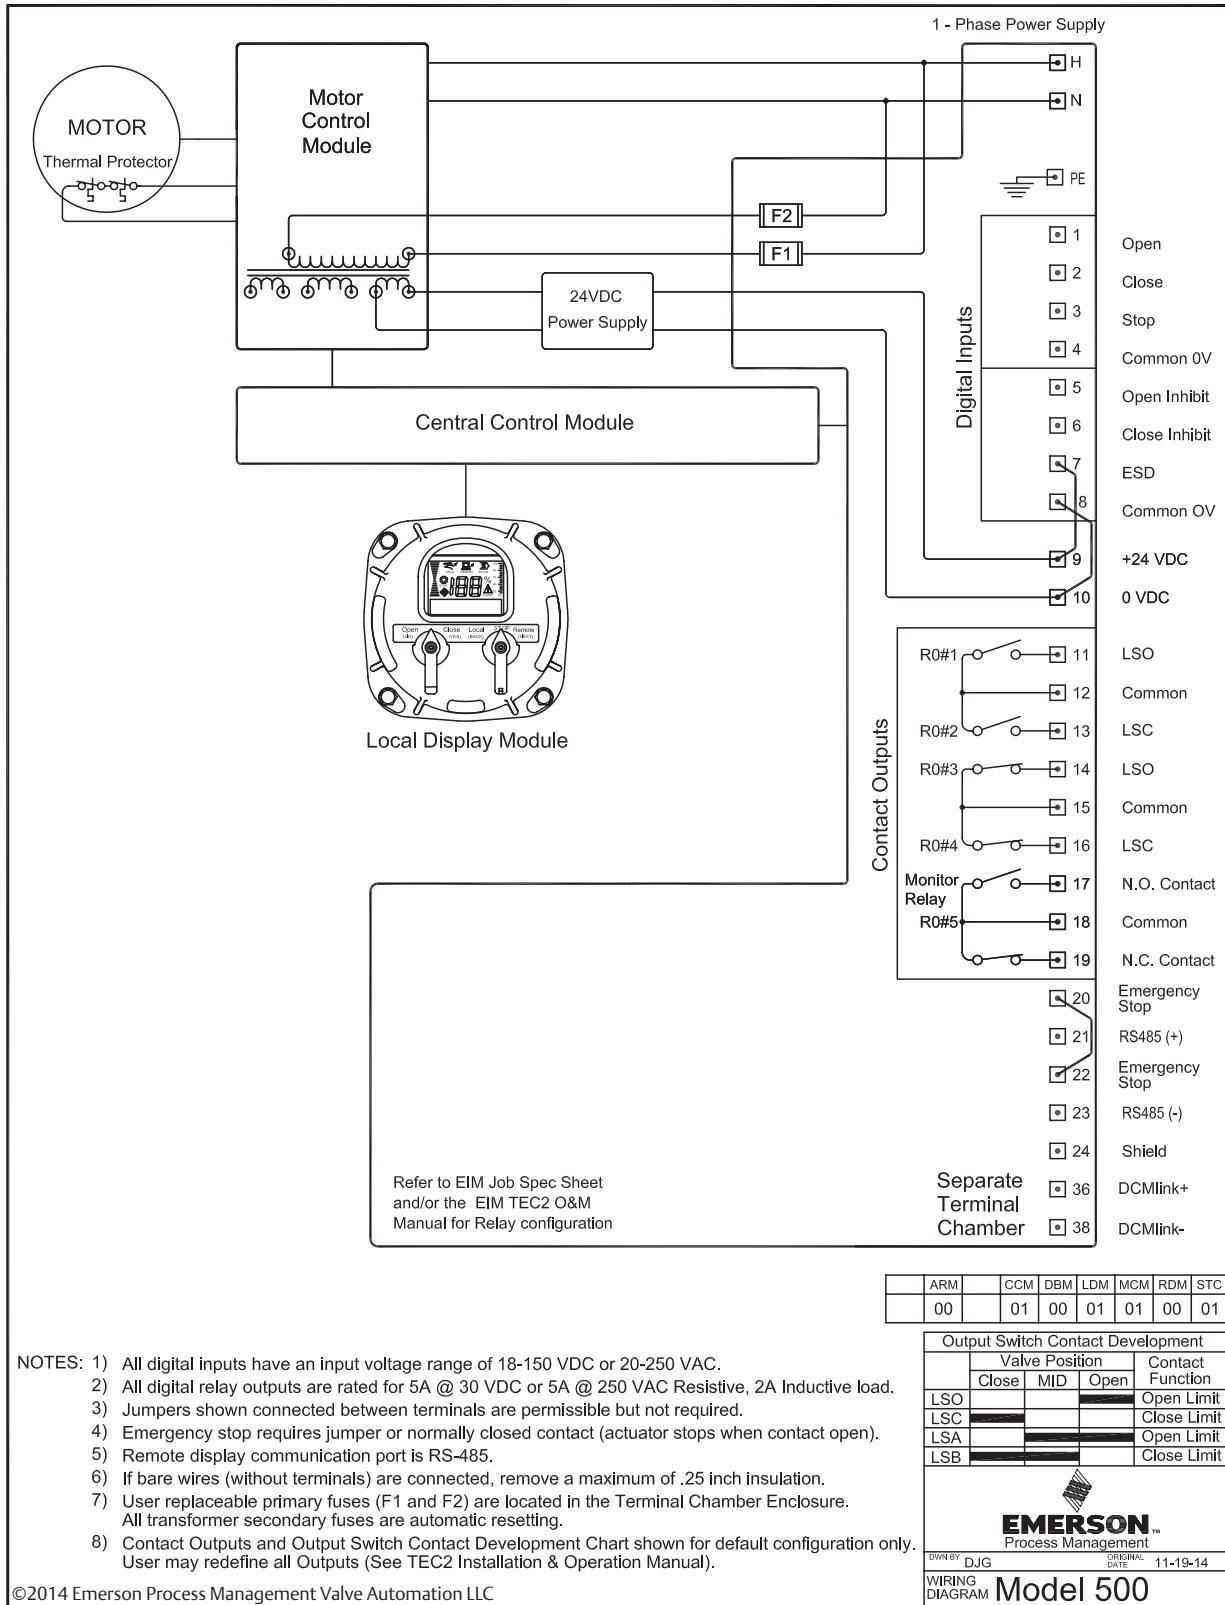 1 - Phase Power Supply
H
N
PE
MOTOR
Thermal Protector
Motor
Control
Module
F2
F1
24VDC
Power Supply
Central Control Module
Open
(NO)
Close
(YES)
Local
(BACK)
STOP
Remote
(NEXT)
188 %
Local Display Module
Digital Inputs
1 Open
2 Close
3 Stop
4 Common 0V
5 Open Inhibit
6 Close Inhibit
7 ESD
8 Common OV
9 +24 VDC
10 0 VDC
Contact Outputs
R0#1 11 LSO
12 Common
R0#2 13 LSC
R0#3 14 LSO
15 Common
R0#4 16 LSC
Monitor
Relay
17 N.O. Contact
R0#5 18 Common
19 N.C. Contact
20 Emergency
Stop
21 RS485 (+)
22 Emergency
Stop
23 RS485 (-)
24 Shield
36 DCMlink+
38 DCMlink-
Separate
Terminal
Chamber
Refer to EIM Job Spec Sheet
and/or the EIM TEC2 O&M
Manual for Relay configuration
ARM CCM DBM LDM MCM RDM STC
00 01 00 01 01 00 01
Output Switch Contact Development
Valve Position Contact
Function
Close MID Open
LSO Open Limit
LSC Close Limit
LSA Open Limit
LSB Close Limit
NOTES: 1) All digital inputs have an input voltage range of 18-150 VDC or 20-250 VAC.
2) All digital relay outputs are rated for 5A @ 30 VDC or 5A @ 250 VAC Resistive, 2A Inductive load.
3) Jumpers shown connected between terminals are permissible but not required.
4) Emergency stop requires jumper or normally closed contact (actuator stops when contact open).
5) Remote display communication port is RS-485.
6) If bare wires (without terminals) are connected, remove a maximum of .25 inch insulation.
7) User replaceable primary fuses (F1 and F2) are located in the Terminal Chamber Enclosure.
All transformer secondary fuses are automatic resetting.
8) Contact Outputs and Output Switch Contact Development Chart shown for default configuration only.
User may redefine all Outputs (See TEC2 Installation & Operation Manual).
EMERSON™
Process Management
DWN BY DJG ORIGINAL
DATE 11-19-14
WIRING
DIAGRAM Model 500
©2014 Emerson Process Management Valve Automation LLC